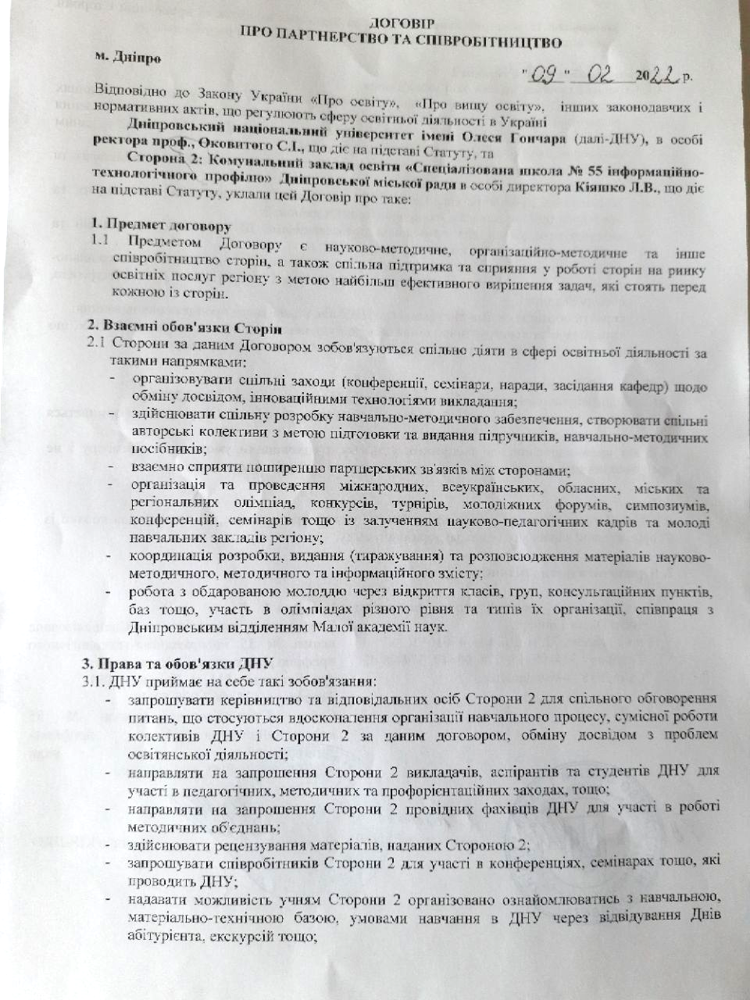 ДОГОВІР
ПРО ПАРТНЕРСТВО ТА СПІВРОБІТНИЦТВО
м. Дніпро
"09" 02 2022 р.
Відповідно до Закону України «Про освіту», «Про вищу освіту», інших законодавчих і
нормативних актів, що регулюють сферу освітньої діяльності в Україні
Дніпровський національний університет імені Олеся Гончара (далі-ДНУ), в особі
ректора проф., Оковитого С.І., що діє на підставі Статуту, та
Сторона 2: Комунальний заклад освіти «Спеціалізована школа № 55 інформаційно-
технологічного профілю» Дніпровської міської ради в особі директора Кіяшко Л.В., що діє
на підставі Статуту, уклали цей Договір про таке:
1. Предмет договору
1.1 Предметом Договору є науково-методичне, організаційно-методичне та інше
співробітництво сторін, а також спільна підтримка та сприяння у роботі сторін на ринку
освітніх послуг регіону з метою найбільш ефективного вирішення задач, які стоять перед
кожною із сторін.
2. Взаємні обов'язки Сторін
2.1 Сторони за даним Договором зобов'язуються спільно діяти в сфері освітньої діяльності за
такими напрямками:
- організовувати спільні заходи (конференції, семінари, наради, засідання кафедр) щодо
обміну досвідом, інноваційними технологіями викладання;
- здійснювати спільну розробку навчально-методичного забезпечення, створювати спільні
авторські колективи з метою підготовки та видання підручників, навчально-методичних
посібників;
- взаємно сприяти поширенню партнерських зв'язків між сторонами;
- організація та проведення міжнародних, всеукраїнських, обласних, міських та
регіональних олімпіад, конкурсів, турнірів, молодіжних форумів, симпозиумів,
конференцій, семінарів тощо із залученням науково-педагогічних кадрів та молоді
навчальних закладів регіону;
- координація розробки, видання (тиражування) та розповсюдження матеріалів науково-
методичного, методичного та інформаційного змісту;
- робота з обдарованою молоддю через відкриття класів, груп, консультаційних пунктів,
баз тощо, участь в олімпіадах різного рівня та типів їх організації, співпраця з
Дніпровським відділенням Малої академії наук.
3. Права та обов'язки ДНУ
3.1. ДНУ приймає на себе такі зобов'язання:
- запрошувати керівництво та відповідальних осіб Сторони 2 для спільного обговорення
питань, що стосуються вдосконалення організації навчального процесу, сумісної роботи
колективів ДНУ і Сторони 2 за даним договором, обміну досвідом з проблем
освітянської діяльності;
- направляти на запрошення Сторони 2 викладачів, аспірантів та студентів ДНУ для
участі в педагогічних, методичних та профорієнтаційних заходах, тощо;
- направляти на запрошення Сторони 2 провідних фахівців ДНУ для участі в роботі
методичних об'єднань;
- здійснювати рецензування матеріалів, наданих Стороною 2;
- запрошувати співробітників Сторони 2 для участі в конференціях, семінарах тощо, які
проводить ДНУ;
- надавати можливість учням Сторони 2 організовано ознайомлюватись з навчальною,
матеріально-технічною базою, умовами навчання в ДНУ через відвідування Днів
абітурієнта, екскурсій тощо;